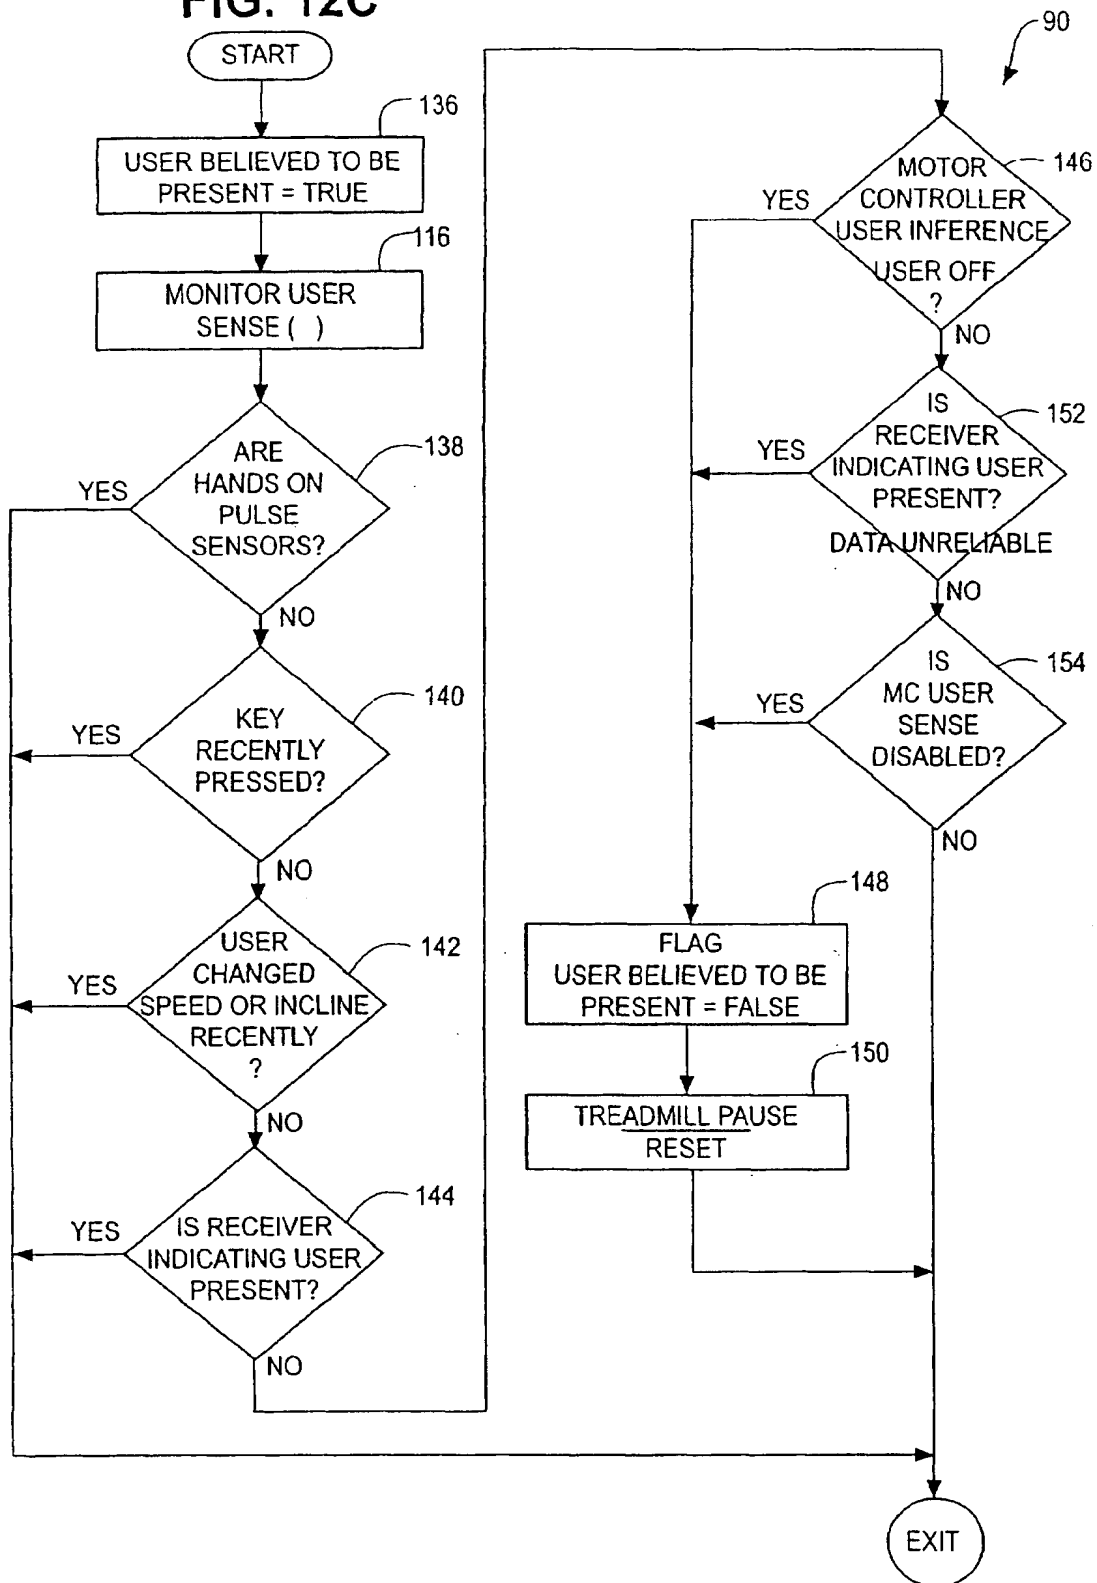 FIG. 12C
START
136
USER BELIEVED TO BE
PRESENT = TRUE
116
MONITOR USER
SENSE ( )
ARE
HANDS ON
PULSE
SENSORS?
138
YES
NO
KEY
RECENTLY
PRESSED?
140
YES
NO
USER
CHANGED
SPEED OR INCLINE
RECENTLY
?
142
YES
NO
IS RECEIVER
INDICATING USER
PRESENT?
144
YES
NO
90
MOTOR
CONTROLLER
USER INFERENCE
USER OFF
?
146
YES
NO
IS
RECEIVER
INDICATING USER
PRESENT?
DATA UNRELIABLE
152
YES
NO
IS
MC USER
SENSE
DISABLED?
154
YES
NO
148
FLAG
USER BELIEVED TO BE
PRESENT = FALSE
150
TREADMILL PAUSE
RESET
EXIT